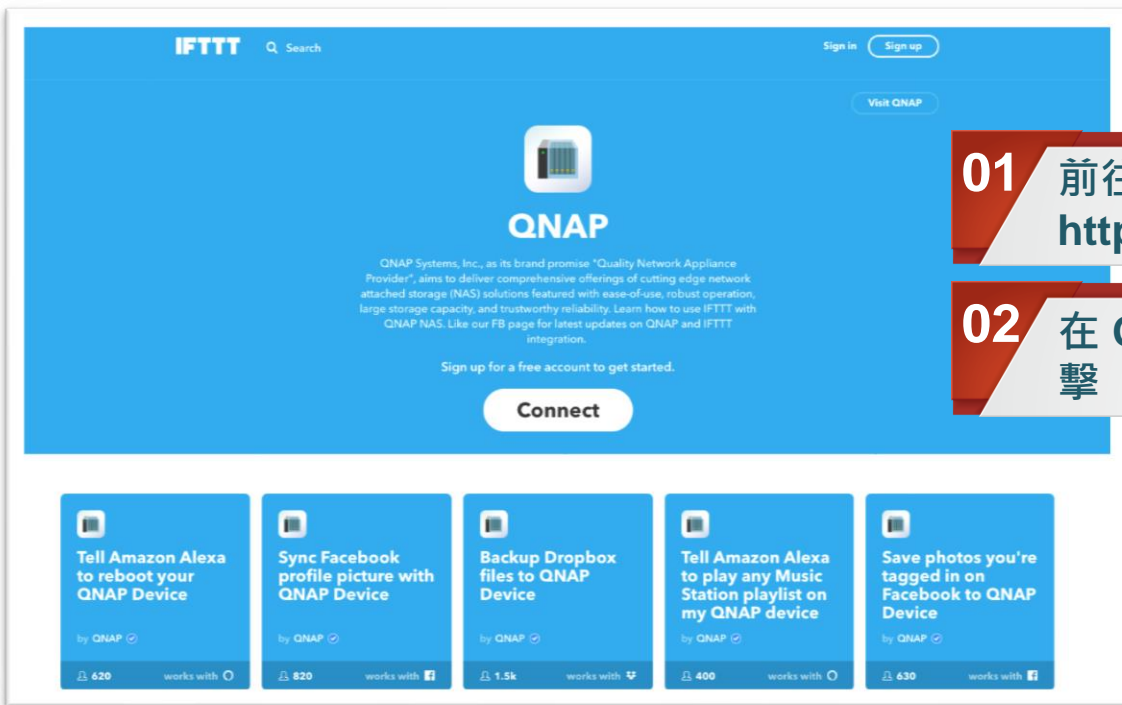 IFTTT
Search
Sign in
Sign up
Visit QNAP
QNAP
QNAP Systems, Inc., as its brand promise "Quality Network Appliance
Provider", aims to deliver comprehensive offerings of cutting edge network
attached storage (NAS) solutions featured with ease-of-use, robust operation,
large storage capacity, and trustworthy reliability. Learn how to use IFTTT with
QNAP NAS. Like our FB page for latest updates on QNAP and IFTTT
integration.
Sign up for a free account to get started.
Connect
01
前往
http
02
在
擊
Tell Amazon Alexa
to reboot your
QNAP Device
by QNAP
620 works with
Sync Facebook
profile picture with
QNAP Device
by QNAP
820 works with
Backup Dropbox
files to QNAP
Device
by QNAP
1.5k works with
Tell Amazon Alexa
to play any Music
Station playlist on
my QNAP device
by QNAP
400 works with
Save photos you're
tagged in on
Facebook to QNAP
Device
by QNAP
630 works with